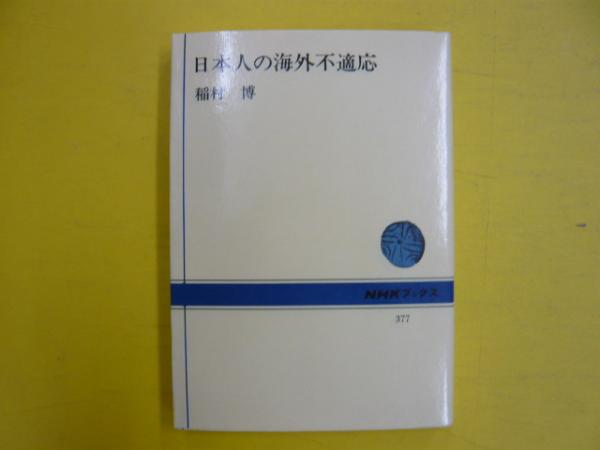 日本人の海外不適応
稲村 博
NHKブックス
377